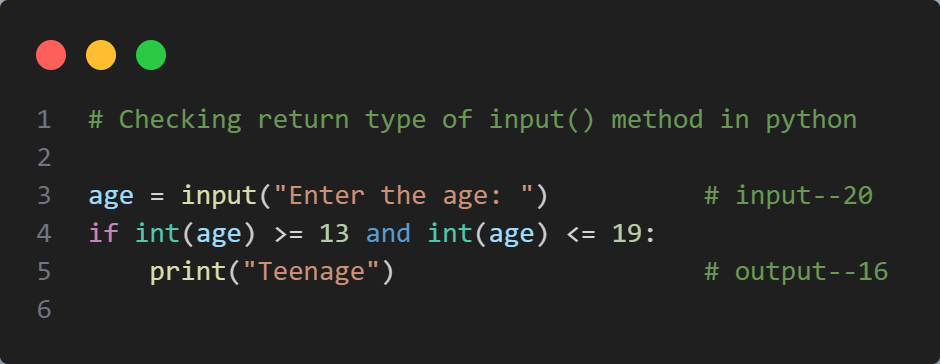 1 # Checking return type of input() method in python
2
3 age = input("Enter the age: ") # input--20
4 if int(age) >= 13 and int(age) <= 19:
5     print("Teenage") # output--16
6